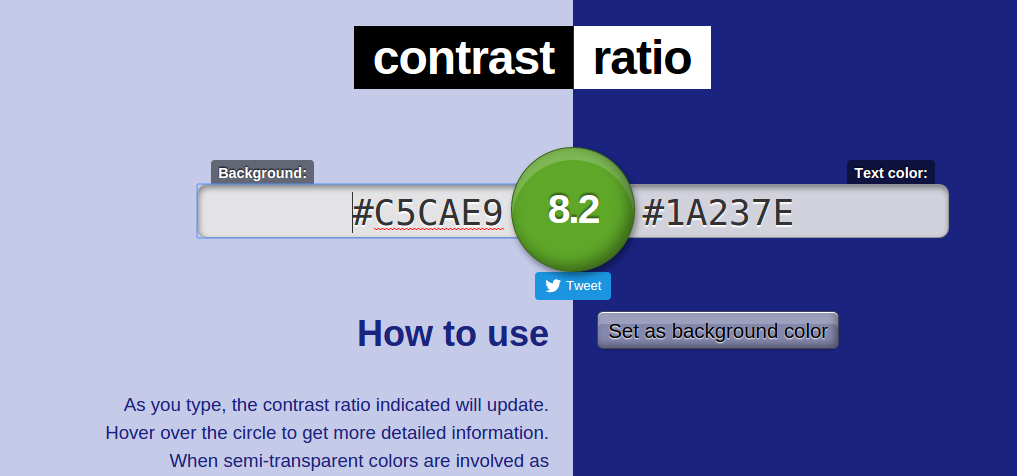 contrast ratio
Background:
Text color:
#C5CAE9
8.2
#1A237E
Tweet
How to use
Set as background color
As you type, the contrast ratio indicated will update.
Hover over the circle to get more detailed information.
When semi-transparent colors are involved as